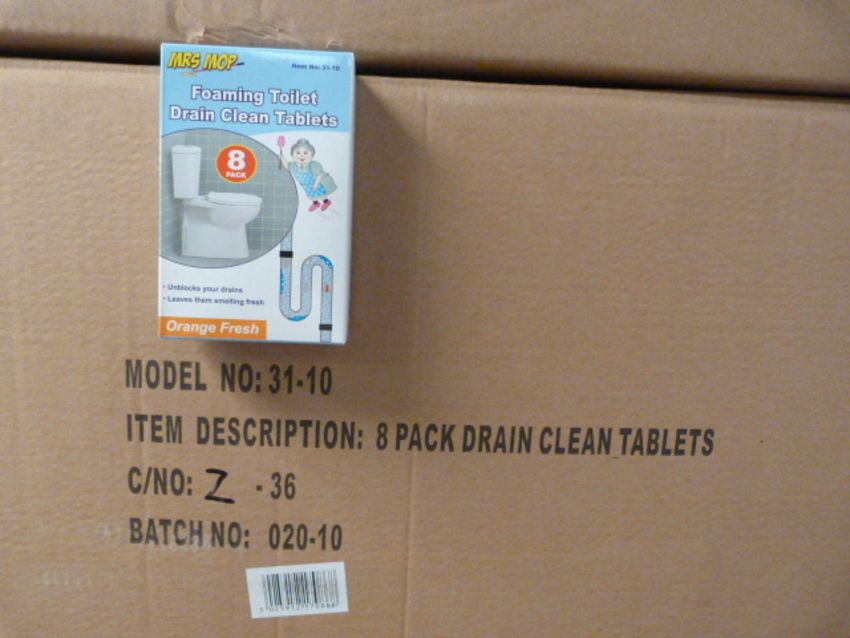 MRS MOP
Item No: 31-10
Foaming Toilet
Drain Clean Tablets
8
PACK
• Unblocks your drains
• Leaves them smelling fresh
Orange Fresh
MODEL NO: 31-10
ITEM DESCRIPTION: 8 PACK DRAIN CLEAN TABLETS
C/NO: Z - 36
BATCH NO: 020-10